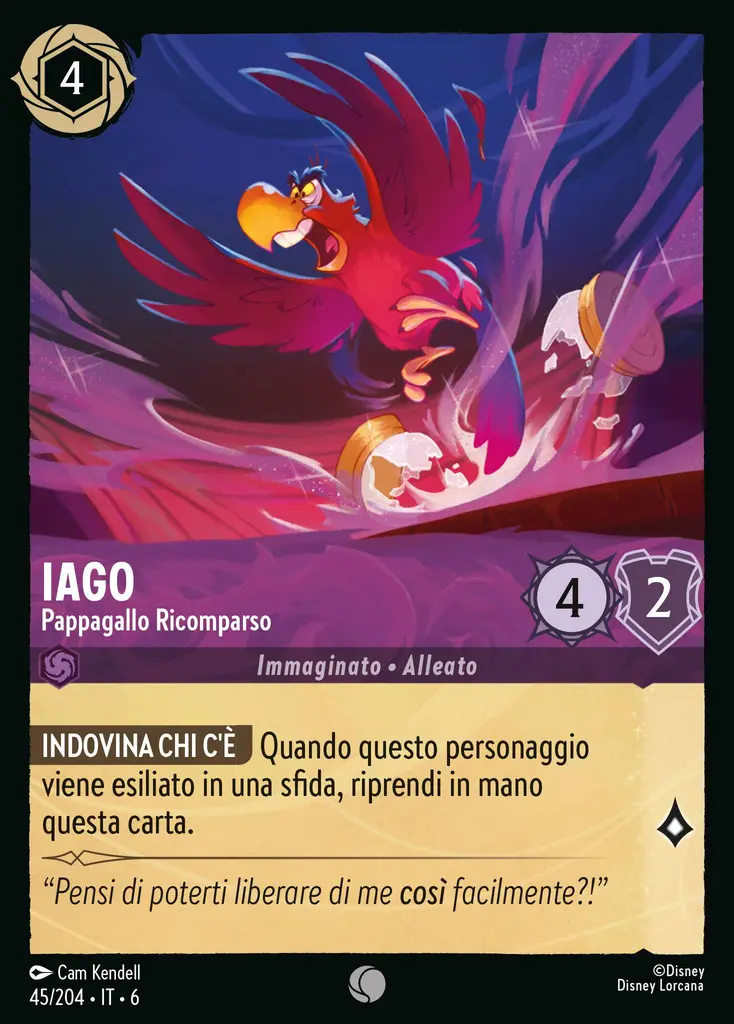 4
IAGO
Pappagallo Ricomparso
4 2
Immaginato • Alleato
INDOVINA CHI C'È Quando questo personaggio
viene esiliato in una sfida, riprendi in mano
questa carta.
“Pensi di poterti liberare di me così facilmente?!”
Cam Kendell
45/204 • IT • 6
©Disney
Disney Lorcana